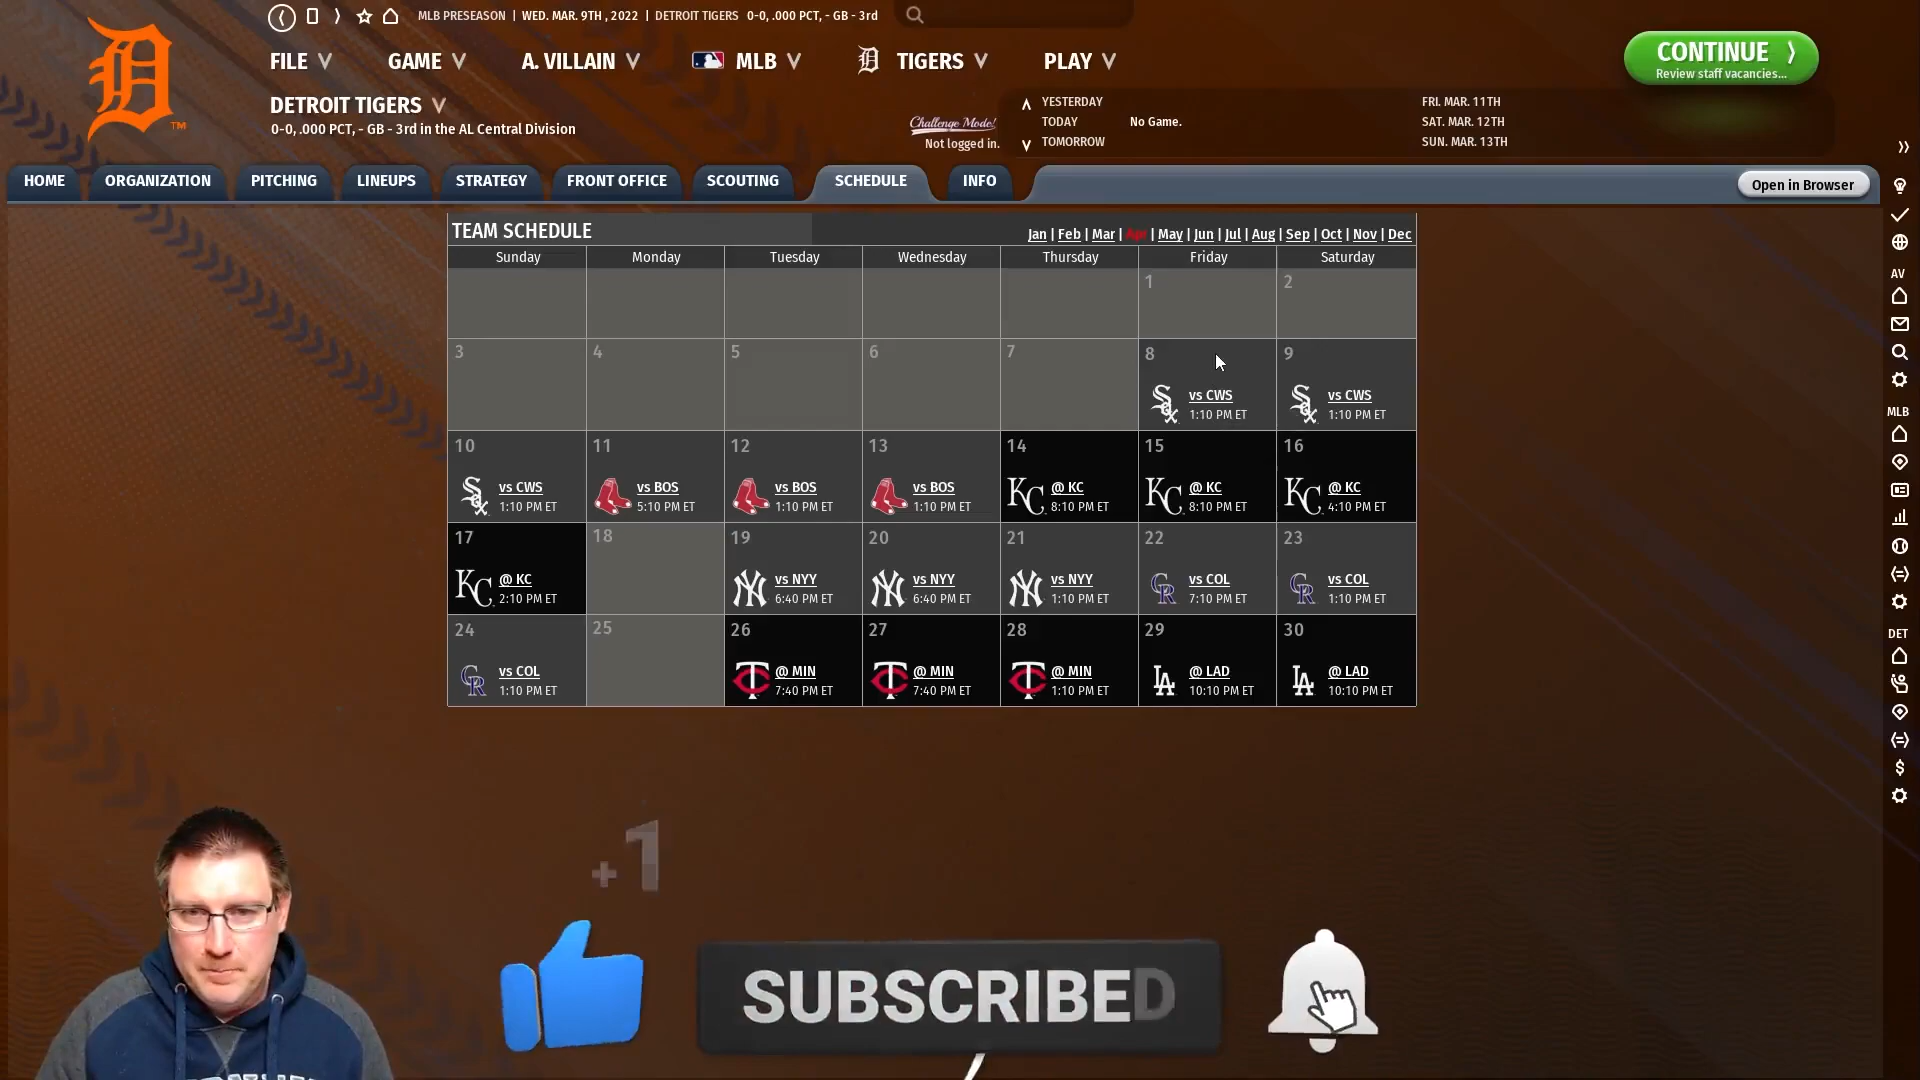 MLB PRESEASON | WED. MAR. 9TH , 2022 | DETROIT TIGERS 0-0, .000 PCT, - GB - 3rd
FILE GAME A. VILLAIN MLB TIGERS PLAY
CONTINUE
Review staff vacancies...
DETROIT TIGERS
0-0, .000 PCT, - GB - 3rd in the AL Central Division
Challenge Mode!
Not logged in.
YESTERDAY
TODAY No Game.
TOMORROW
FRI. MAR. 11TH
SAT. MAR. 12TH
SUN. MAR. 13TH
HOME ORGANIZATION PITCHING LINEUPS STRATEGY FRONT OFFICE SCOUTING SCHEDULE INFO
Open in Browser
TEAM SCHEDULE
Jan | Feb | Mar | Apr | May | Jun | Jul | Aug | Sep | Oct | Nov | Dec
Sunday Monday Tuesday Wednesday Thursday Friday Saturday
1 2
3 4 5 6 7 8 9
vs CWS vs CWS
1:10 PM ET 1:10 PM ET
10 11 12 13 14 15 16
vs CWS vs BOS vs BOS vs BOS @ KC @ KC @ KC
1:10 PM ET 5:10 PM ET 1:10 PM ET 1:10 PM ET 8:10 PM ET 8:10 PM ET 4:10 PM ET
17 18 19 20 21 22 23
@ KC vs NYY vs NYY vs NYY vs COL vs COL
2:10 PM ET 6:40 PM ET 6:40 PM ET 1:10 PM ET 7:10 PM ET 1:10 PM ET
24 25 26 27 28 29 30
vs COL @ MIN @ MIN @ MIN @ LAD @ LAD
1:10 PM ET 7:40 PM ET 7:40 PM ET 1:10 PM ET 10:10 PM ET 10:10 PM ET
AV
MLB
DET
+1
SUBSCRIBED